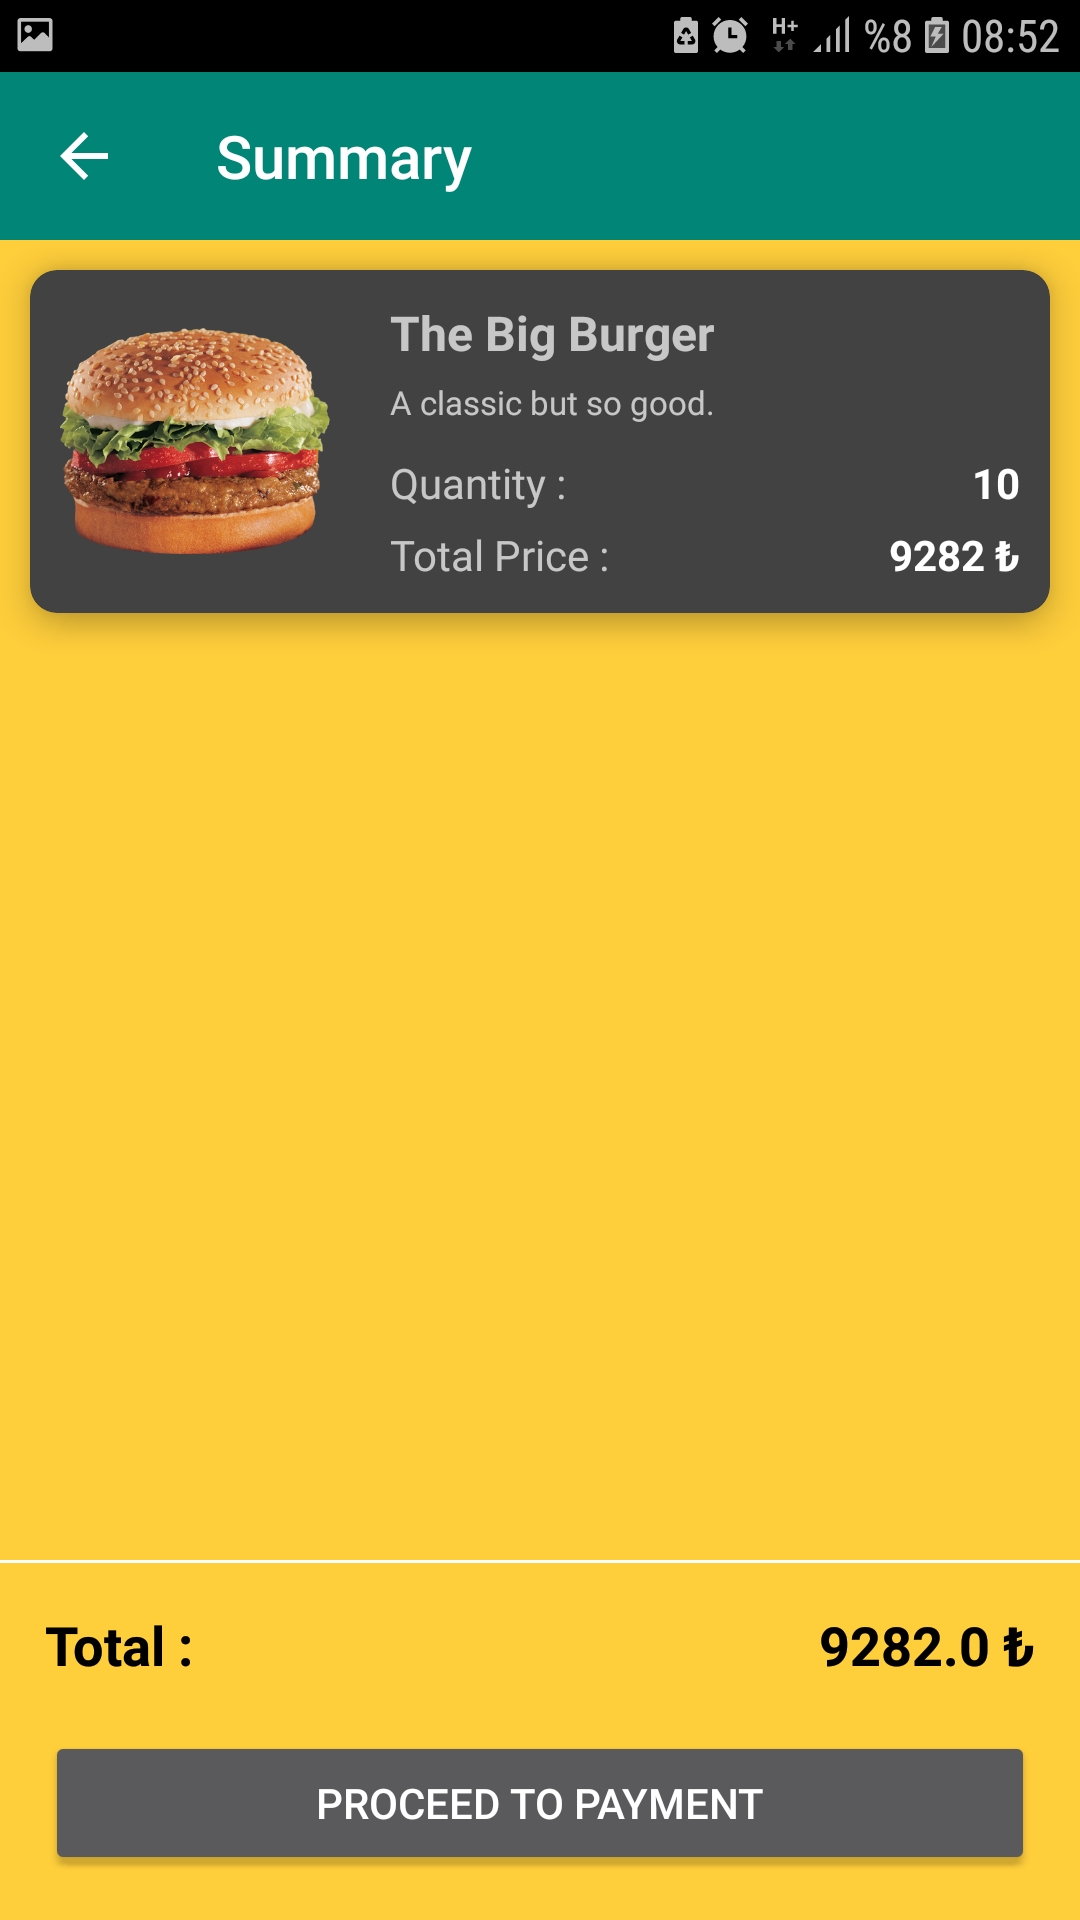 H+ %8 08:52
Summary
The Big Burger
A classic but so good.
Quantity : 10
Total Price : 9282 ₺
Total : 9282.0 ₺
PROCEED TO PAYMENT